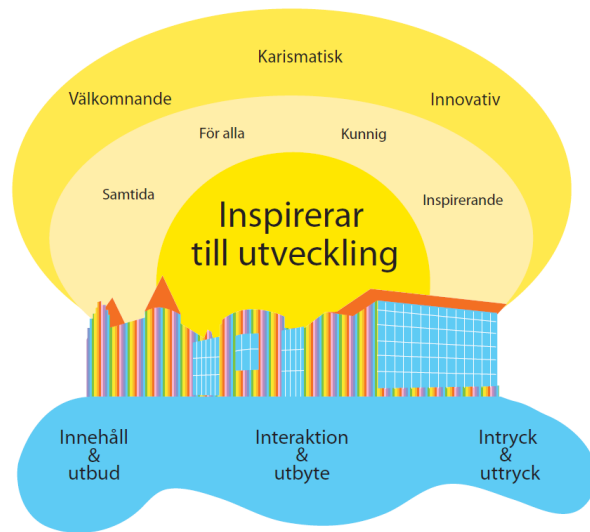 Karismatisk
Välkomnande
Innovativ
För alla
Kunnig
Samtida
Inspirerande
Inspirerar
till utveckling
Innehåll
&
utbud
Interaktion
&
utbyte
Intryck
&
uttryck